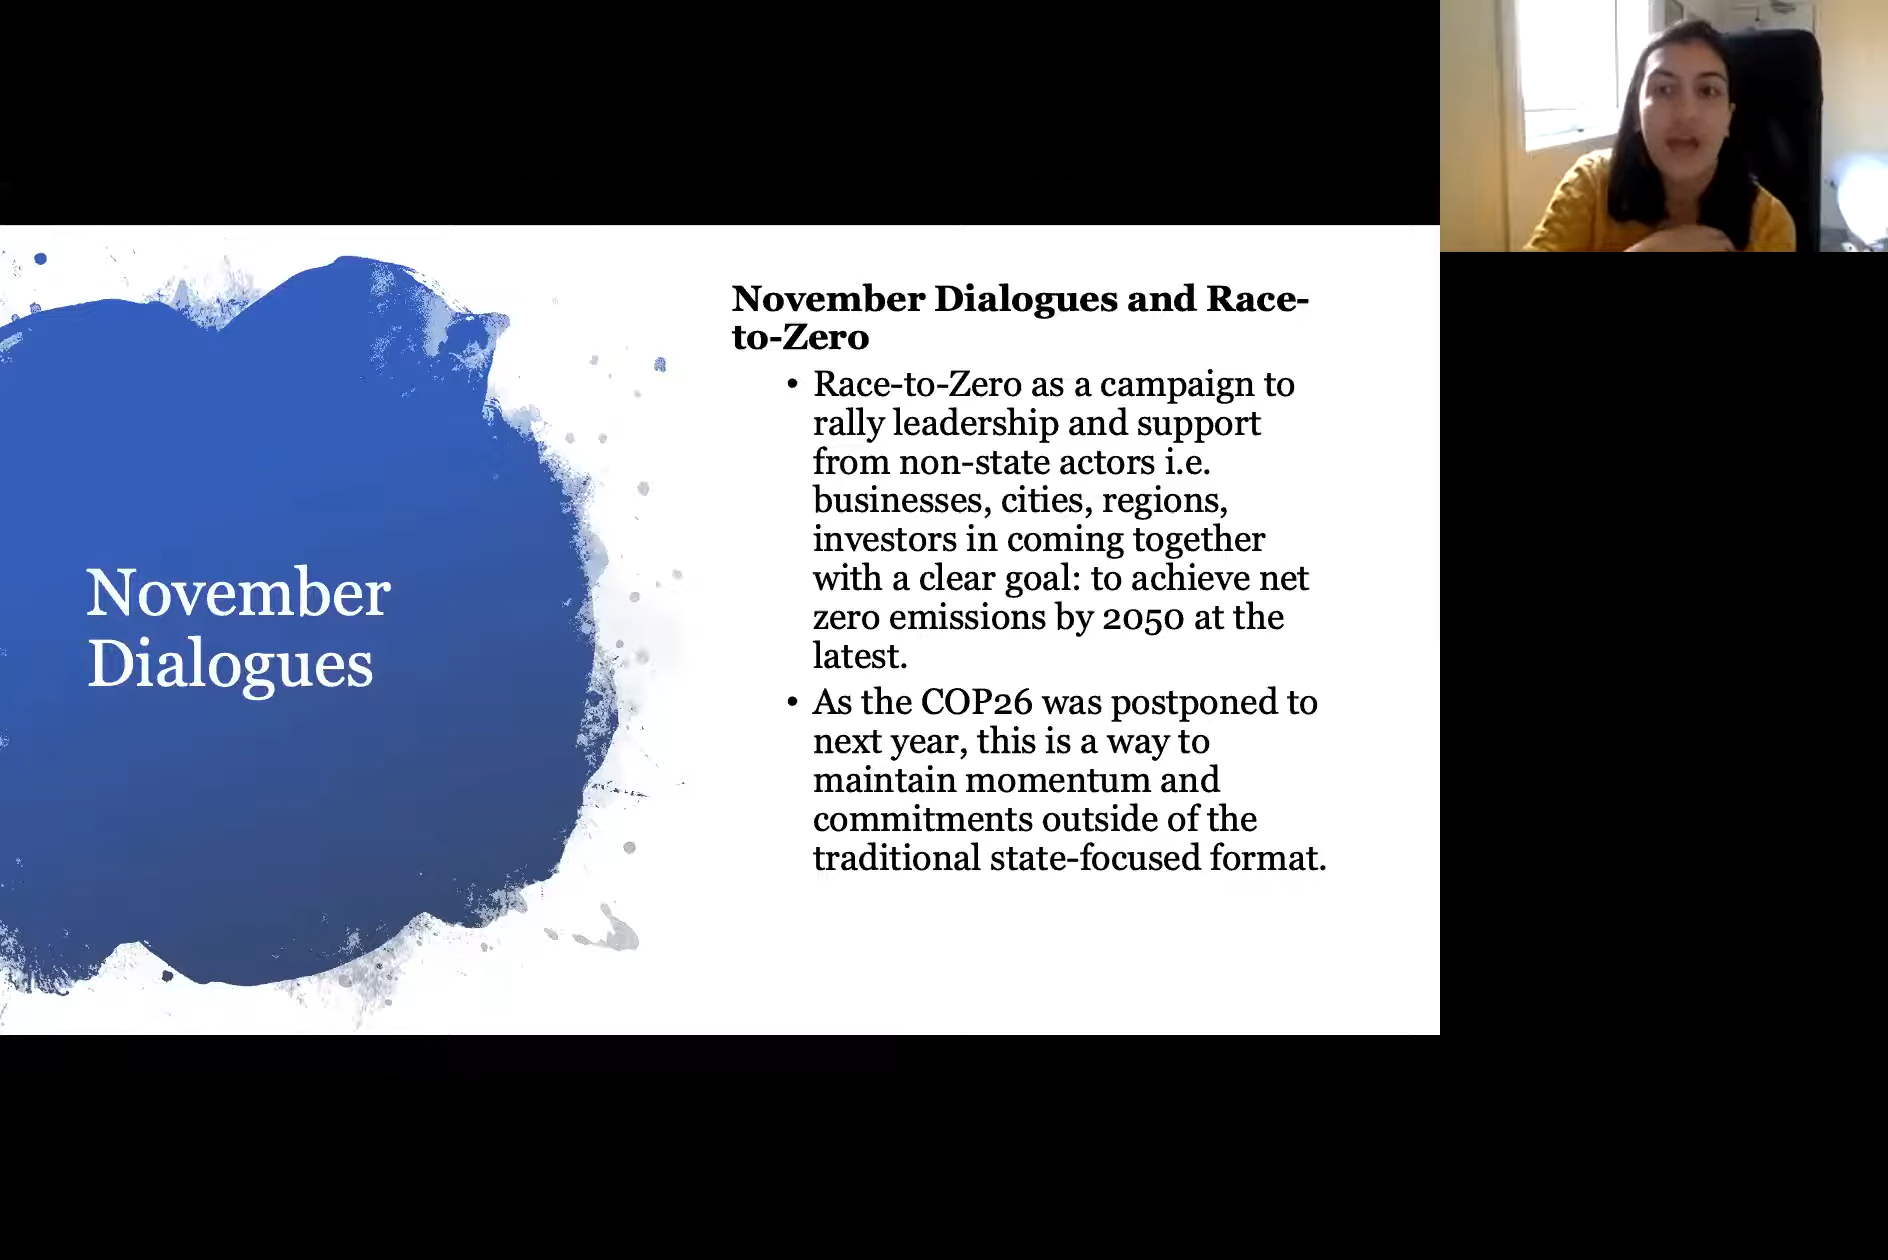 November
Dialogues
November Dialogues and Race-
to-Zero
• Race-to-Zero as a campaign to
rally leadership and support
from non-state actors i.e.
businesses, cities, regions,
investors in coming together
with a clear goal: to achieve net
zero emissions by 2050 at the
latest.
• As the COP26 was postponed to
next year, this is a way to
maintain momentum and
commitments outside of the
traditional state-focused format.